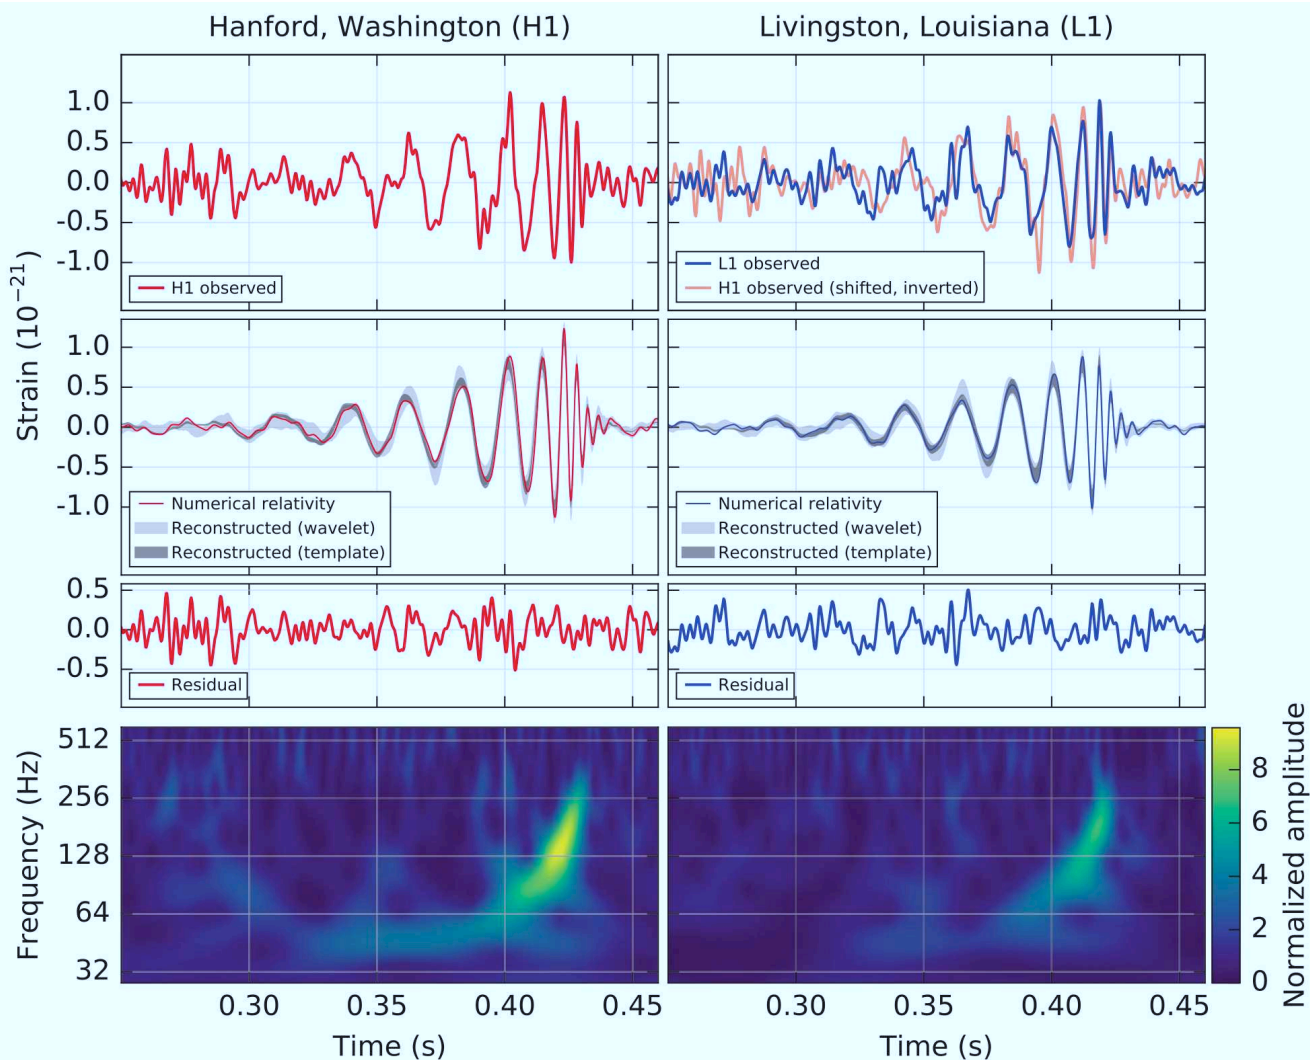 Hanford, Washington (H1)
Livingston, Louisiana (L1)
Strain (10⁻²¹)
1.0
0.5
0.0
-0.5
-1.0
H1 observed
L1 observed
H1 observed (shifted, inverted)
1.0
0.5
0.0
-0.5
-1.0
Numerical relativity
Reconstructed (wavelet)
Reconstructed (template)
Numerical relativity
Reconstructed (wavelet)
Reconstructed (template)
0.5
0.0
-0.5
Residual
Residual
Frequency (Hz)
512
256
128
64
32
0.30 0.35 0.40 0.45
Time (s)
0.30 0.35 0.40 0.45
Time (s)
8
6
4
2
0
Normalized amplitude